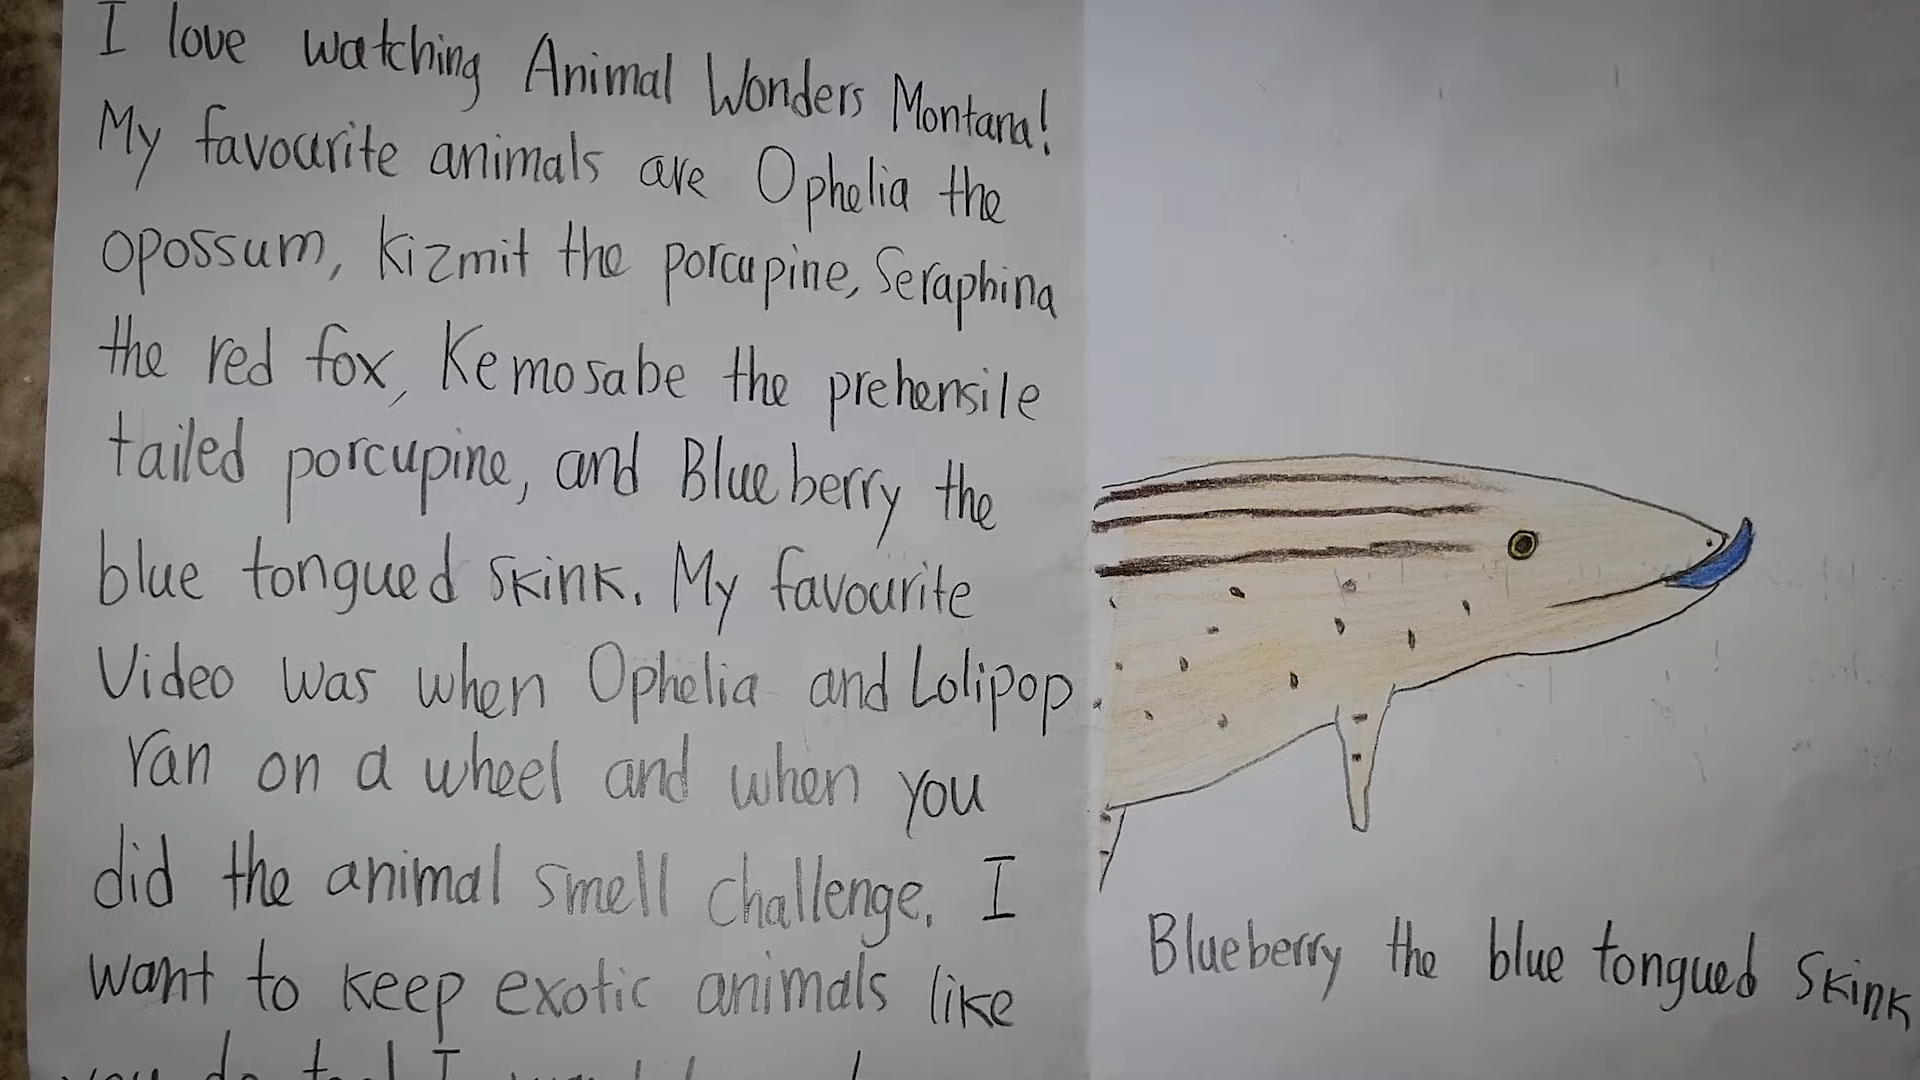 I love watching Animal Wonders Montana!
My favourite animals are Ophelia the
opossum, Kizmit the porcupine, Seraphina
the red fox, Kemosabe the prehensile
tailed porcupine, and Blueberry the
blue tongued skink. My favourite
Video was when Ophelia and Lolipop
ran on a wheel and when you
did the animal smell challenge. I
want to keep exotic animals like
you do too! I
Blueberry the blue tongued skink